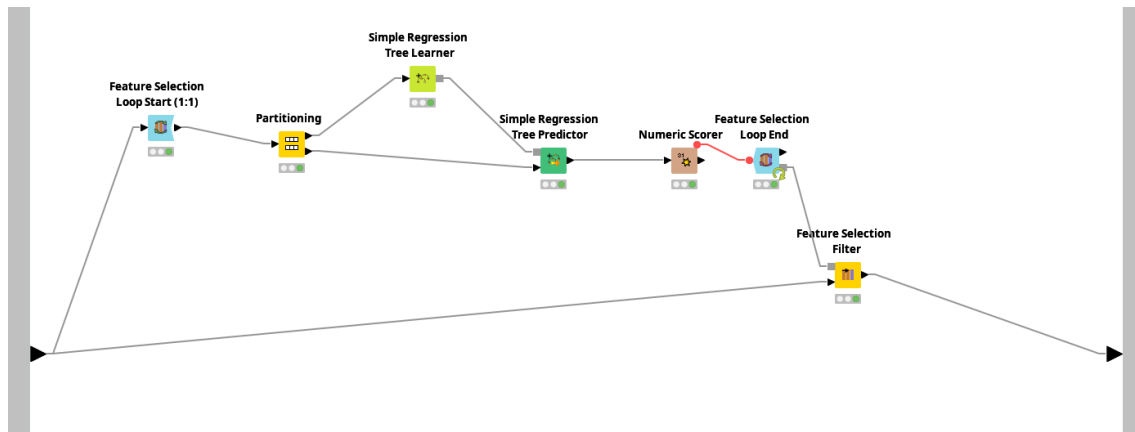 Simple Regression
Tree Learner
Feature Selection
Loop Start (1:1)
Partitioning
Simple Regression
Tree Predictor
Numeric Scorer
Feature Selection
Loop End
Feature Selection
Filter